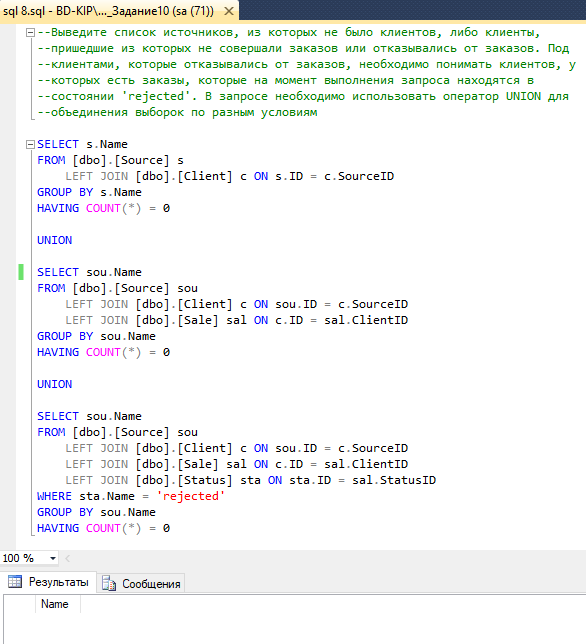 sql 8.sql - BD-KIP\..._Задание10 (sa (71)) ✕
--Выведите список источников, из которых не было клиентов, либо клиенты,
--пришедшие из которых не совершали заказов или отказывались от заказов. Под
--клиентами, которые отказывались от заказов, необходимо понимать клиентов, у
--которых есть заказы, которые на момент выполнения запроса находятся в
--состоянии 'rejected'. В запросе необходимо использовать оператор UNION для
--объединения выборок по разным условиям
SELECT s.Name
FROM [dbo].[Source] s
LEFT JOIN [dbo].[Client] c ON s.ID = c.SourceID
GROUP BY s.Name
HAVING COUNT(*) = 0
UNION
SELECT sou.Name
FROM [dbo].[Source] sou
LEFT JOIN [dbo].[Client] c ON sou.ID = c.SourceID
LEFT JOIN [dbo].[Sale] sal ON c.ID = sal.ClientID
GROUP BY sou.Name
HAVING COUNT(*) = 0
UNION
SELECT sou.Name
FROM [dbo].[Source] sou
LEFT JOIN [dbo].[Client] c ON sou.ID = c.SourceID
LEFT JOIN [dbo].[Sale] sal ON c.ID = sal.ClientID
LEFT JOIN [dbo].[Status] sta ON sta.ID = sal.StatusID
WHERE sta.Name = 'rejected'
GROUP BY sou.Name
HAVING COUNT(*) = 0
100 %
Результаты Сообщения
Name